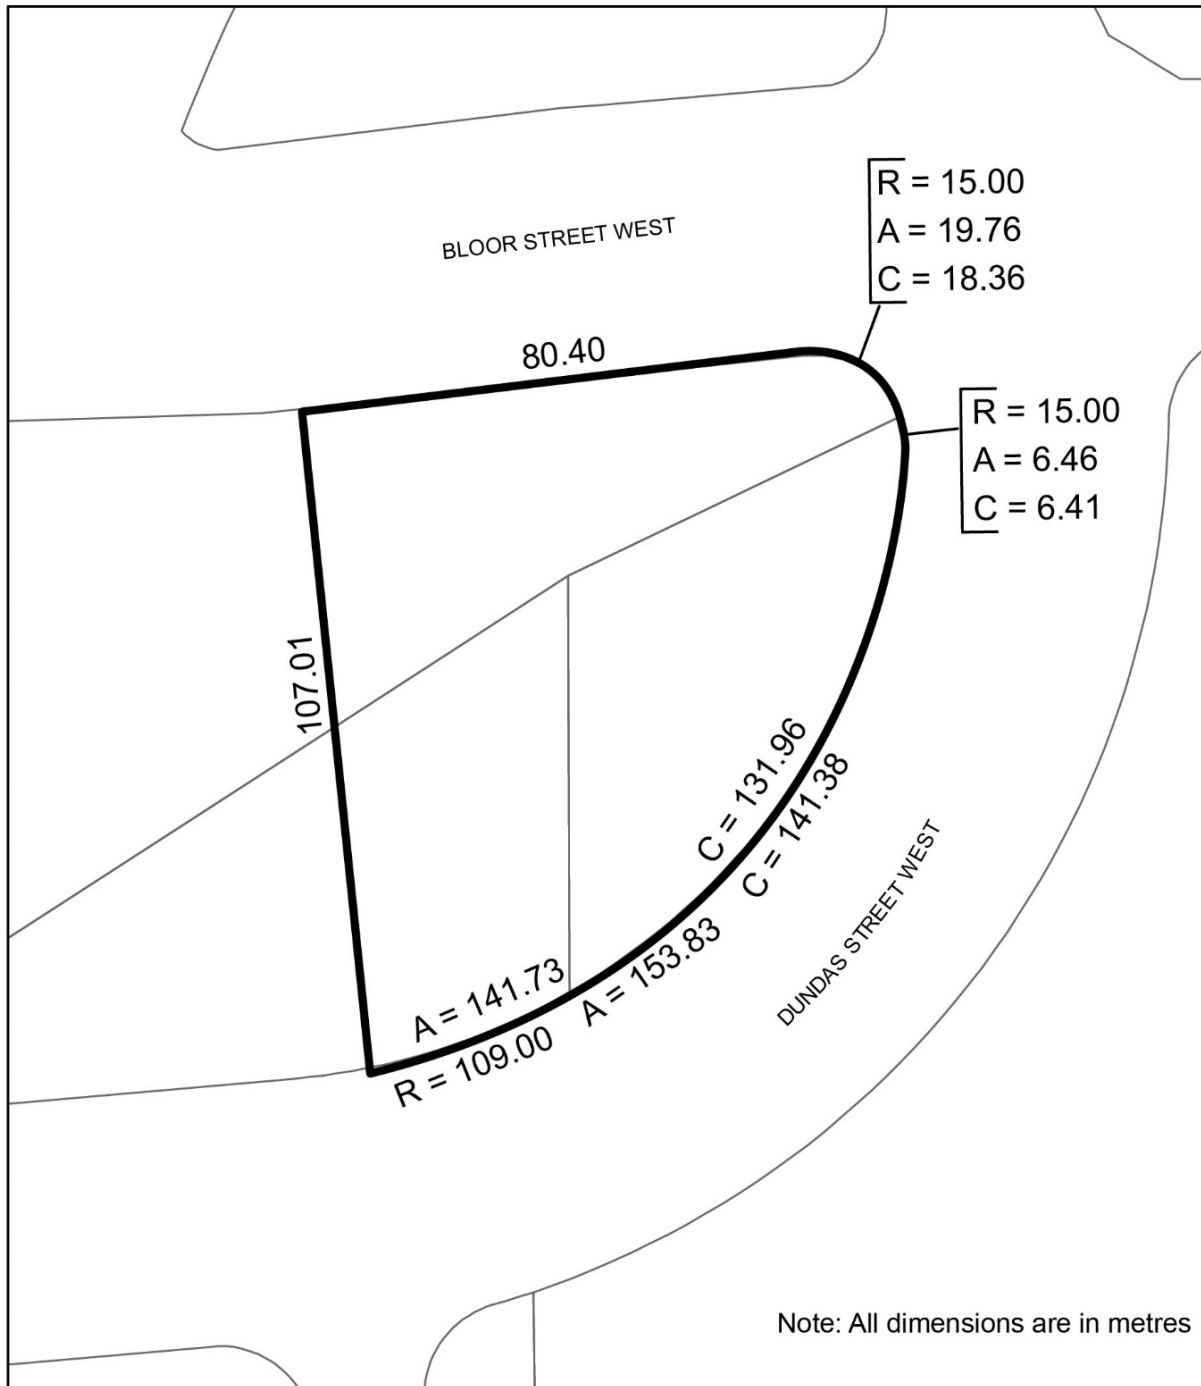 R = 15.00
A = 19.76
C = 18.36
BLOOR STREET WEST
80.40
R = 15.00
A = 6.46
C = 6.41
107.01
C = 131.96
C = 141.38
A = 141.73
A = 153.83
R = 109.00
DUNDAS STREET WEST
Note: All dimensions are in metres